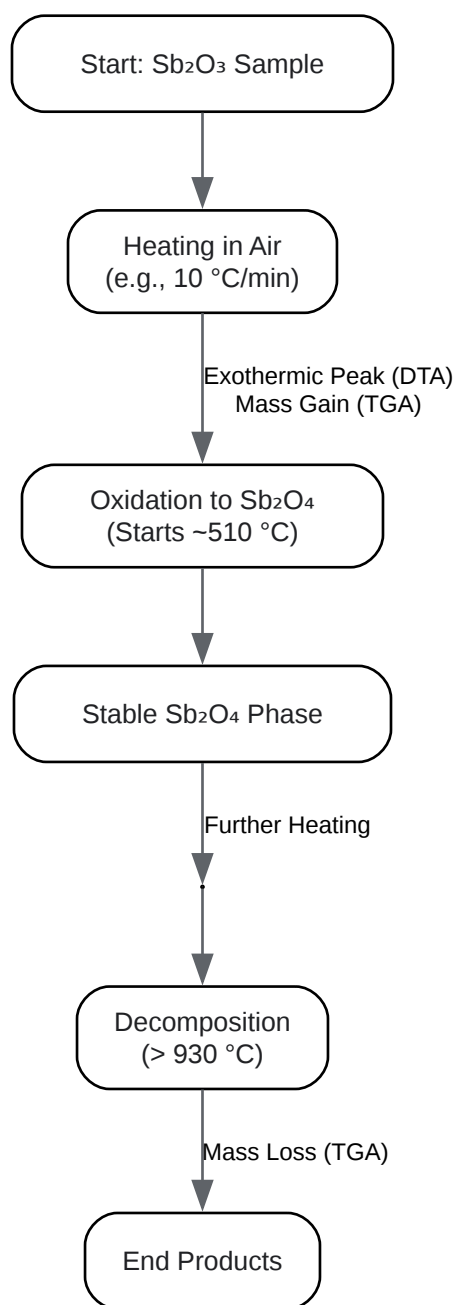 Start: Sb₂O₃ Sample
Heating in Air
(e.g., 10 °C/min)
Exothermic Peak (DTA)
Mass Gain (TGA)
Oxidation to Sb₂O₄
(Starts ~510 °C)
Stable Sb₂O₄ Phase
Further Heating
Decomposition
(> 930 °C)
Mass Loss (TGA)
End Products